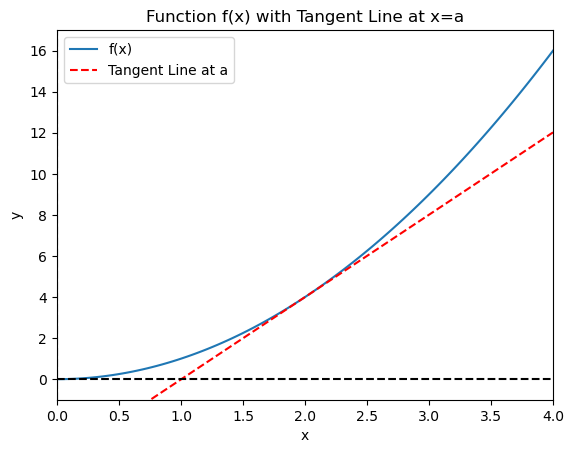 Function f(x) with Tangent Line at x=a
f(x)
Tangent Line at a
16
14
12
10
8
6
4
2
0
y
0.0 0.5 1.0 1.5 2.0 2.5 3.0 3.5 4.0
x